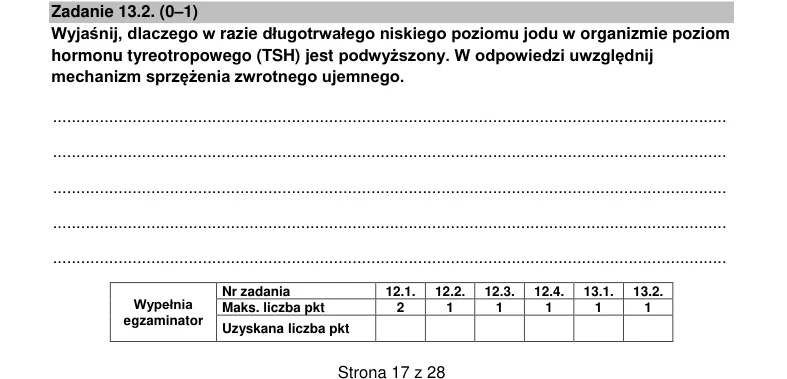 Zadanie 13.2. (0–1)
Wyjaśnij, dlaczego w razie długotrwałego niskiego poziomu jodu w organizmie poziom
hormonu tyreotropowego (TSH) jest podwyższony. W odpowiedzi uwzględnij
mechanizm sprzężenia zwrotnego ujemnego.
Wypełnia
egzaminator
Nr zadania 12.1. 12.2. 12.3. 12.4. 13.1. 13.2.
Maks. liczba pkt 2 1 1 1 1 1
Uzyskana liczba pkt
Strona 17 z 28